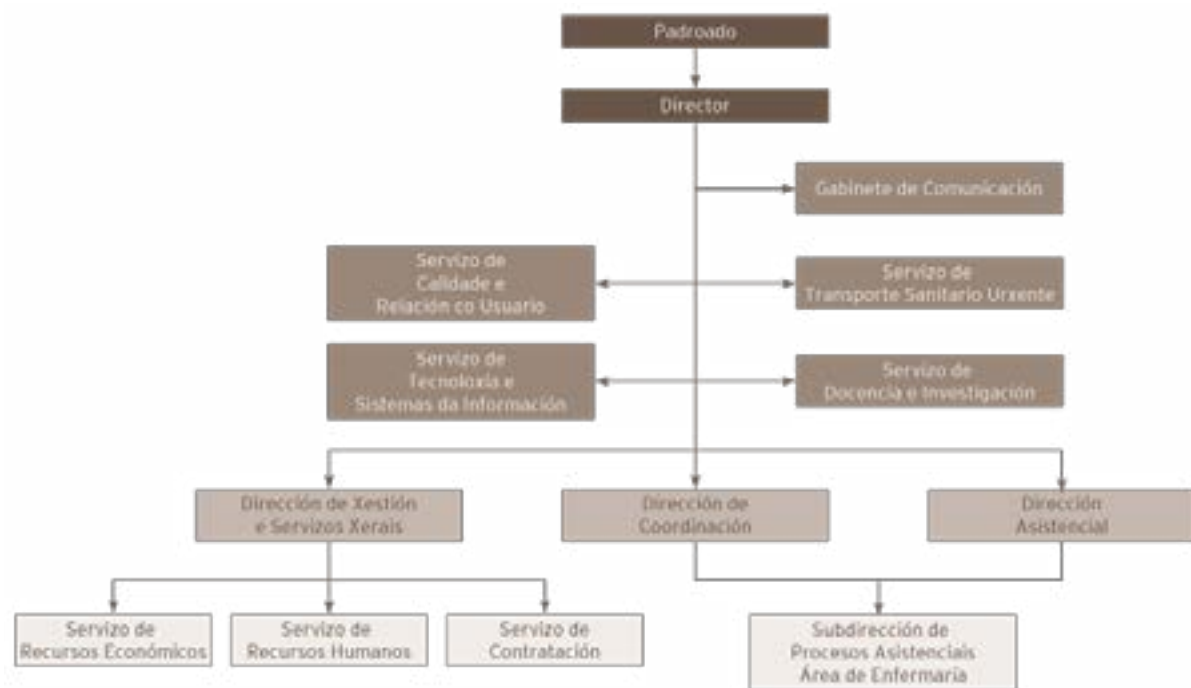 Padroado
Director
Gabinete de Comunicación
Servizo de
Calidade e
Relación co Usuario
Servizo de
Transporte Sanitario Urxente
Servizo de
Tecnoloxía e
Sistemas da Información
Servizo de
Docencia e Investigación
Dirección de Xestión
e Servizos Xerais
Dirección de
Coordinación
Dirección
Asistencial
Servizo de
Recursos Económicos
Servizo de
Recursos Humanos
Servizo de
Contratación
Subdirección de
Procesos Asistenciais
Área de Enfermaría